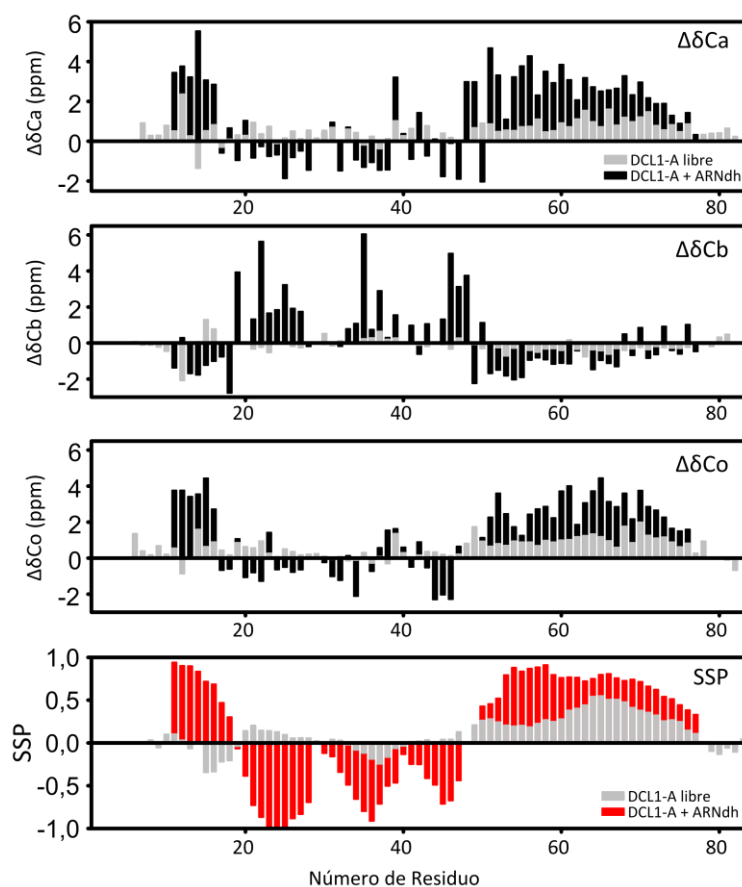 6
4
2
0
-2
ΔδCa (ppm)
ΔδCa
DCL1-A libre
DCL1-A + ARNdh
20
40
60
80
6
4
2
0
-2
ΔδCb (ppm)
ΔδCb
20
40
60
80
6
4
2
0
-2
ΔδCo (ppm)
ΔδCo
20
40
60
80
1,0
0,5
0,0
-0,5
-1,0
SSP
SSP
DCL1-A libre
DCL1-A + ARNdh
20
40
60
80
Número de Residuo